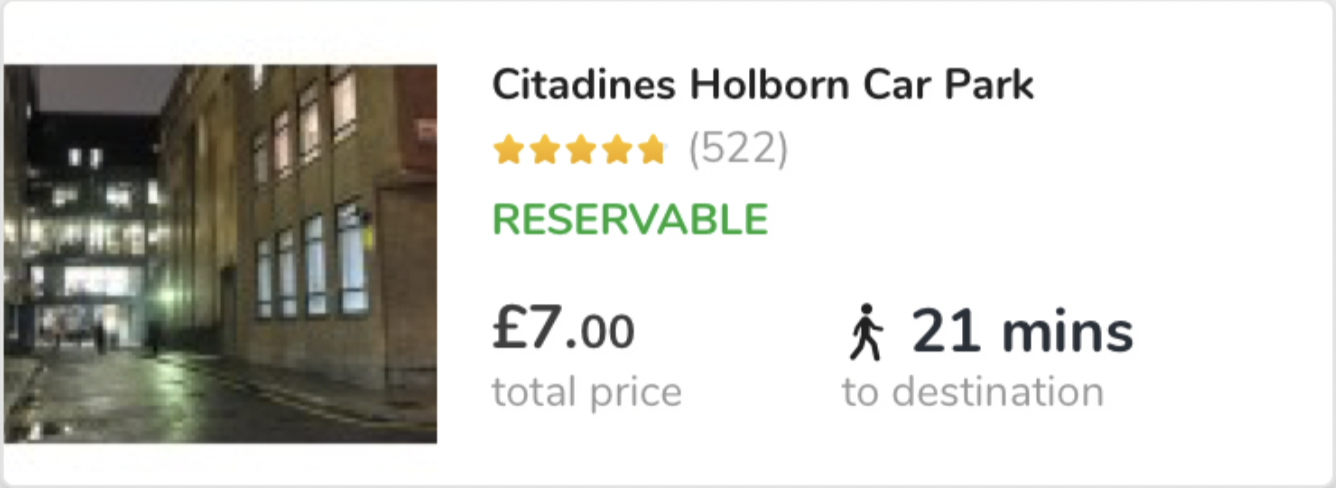 Citadines Holborn Car Park
(522)
RESERVABLE
£7.00
21 mins
total price
to destination